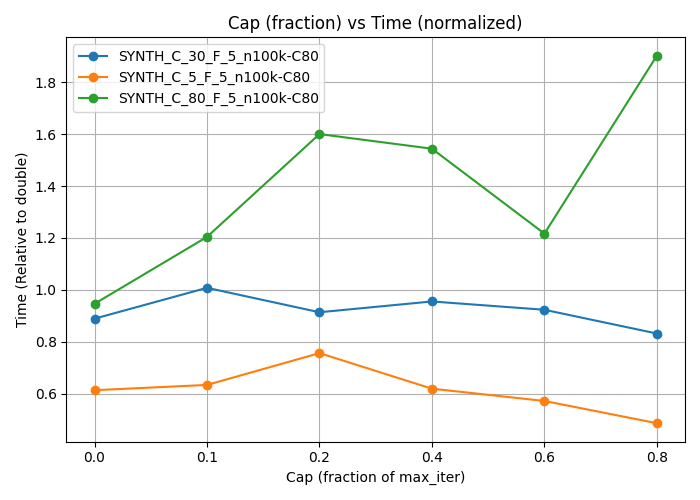 Cap (fraction) vs Time (normalized)
SYNTH_C_30_F_5_n100k-C80
SYNTH_C_5_F_5_n100k-C80
SYNTH_C_80_F_5_n100k-C80
Time (Relative to double)
1.8
1.6
1.4
1.2
1.0
0.8
0.6
0.0 0.1 0.2 0.4 0.6 0.8
Cap (fraction of max_iter)